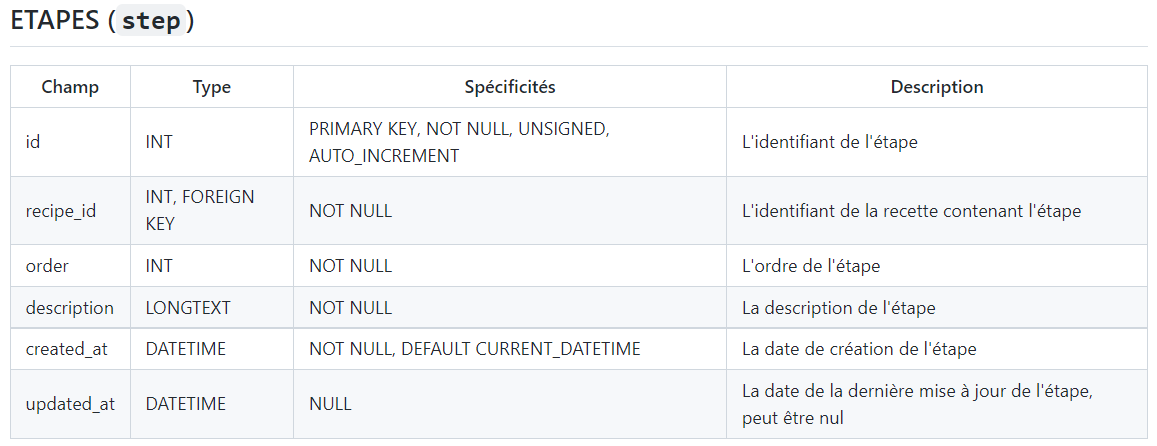 ETAPES (step)
Champ Type Spécificités Description
id INT PRIMARY KEY, NOT NULL, UNSIGNED, AUTO_INCREMENT L'identifiant de l'étape
recipe_id INT, FOREIGN KEY NOT NULL L'identifiant de la recette contenant l'étape
order INT NOT NULL L'ordre de l'étape
description LONGTEXT NOT NULL La description de l'étape
created_at DATETIME NOT NULL, DEFAULT CURRENT_DATETIME La date de création de l'étape
updated_at DATETIME NULL La date de la dernière mise à jour de l'étape, peut être nul